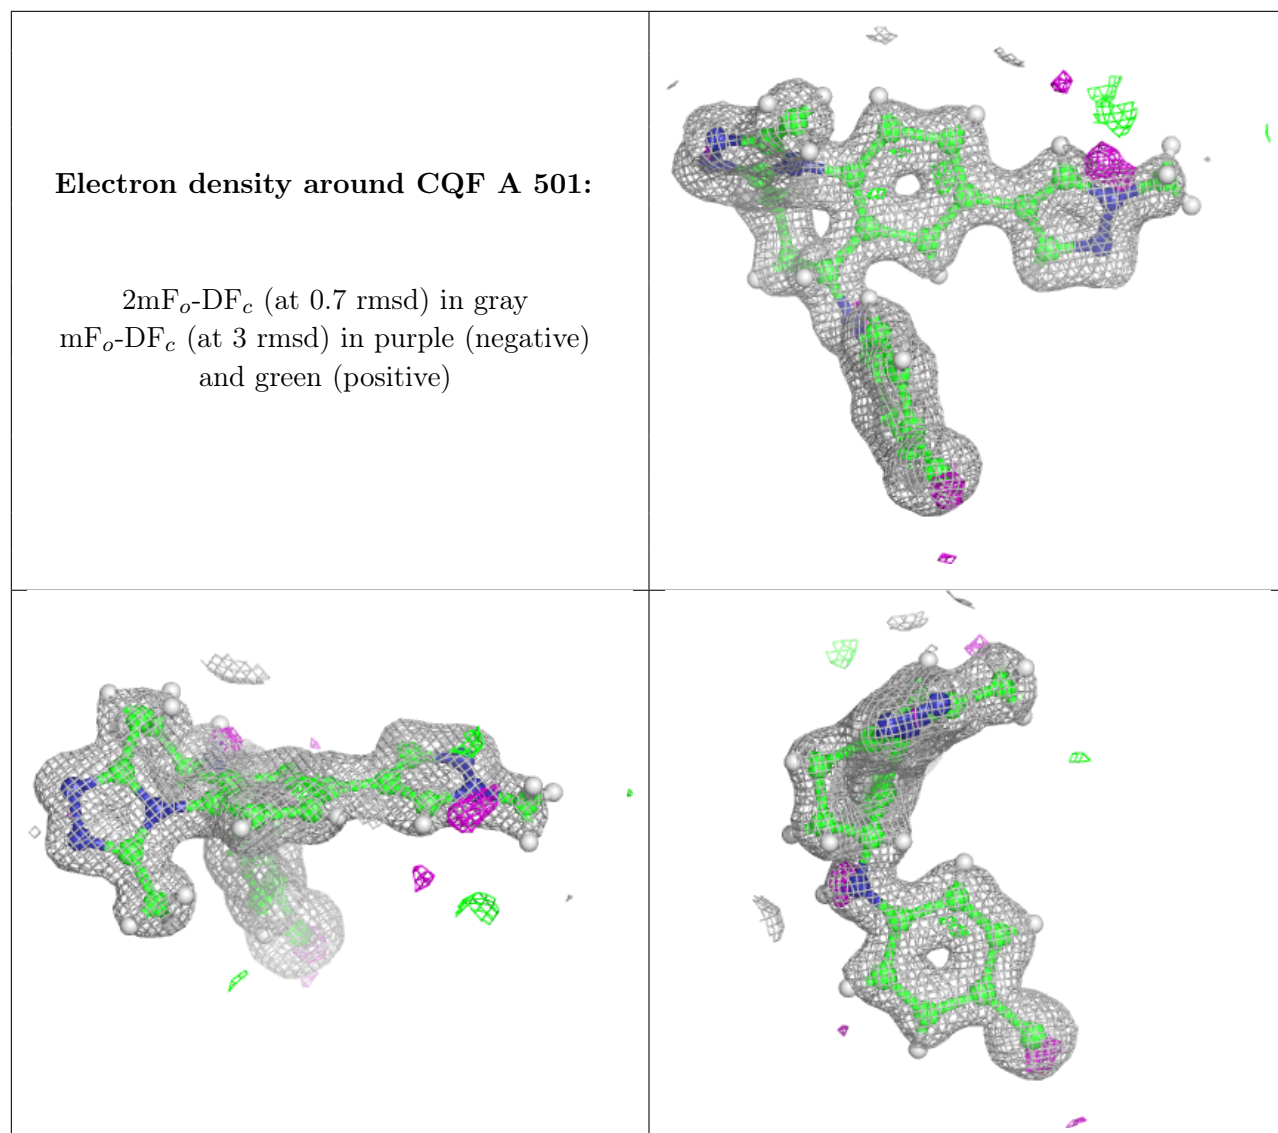 Electron density around CQF A 501:
2mFo-DFc (at 0.7 rmsd) in gray
mFo-DFc (at 3 rmsd) in purple (negative)
and green (positive)